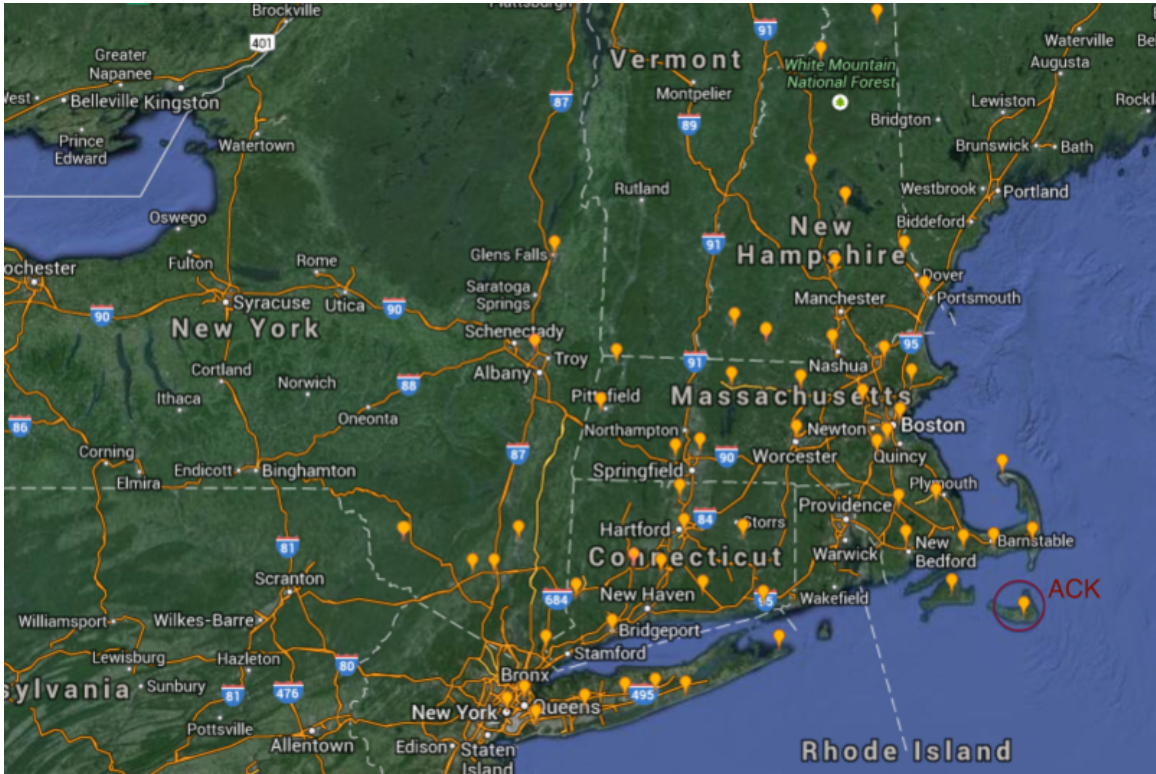 Plattsburgh
Brockville
401
91
Waterville
Greater
Napanee
Vermont
White Mountain
National Forest
Augusta
Be
West
Belleville
Kingston
87
Montpelier
Lewiston
Rockl
Prince
Edward
Watertown
89
Bridgton
Brunswick
Bath
Rutland
Westbrook
Portland
Oswego
New
Hampshire
Biddeford
Fulton
Rome
Glens Falls
91
Dover
ochester
Saratoga
Springs
Manchester
Portsmouth
90
Syracuse
Utica
90
New York
Schenectady
95
Troy
91
Nashua
Cortland
Albany
Norwich
88
Massachusetts
Ithaca
Pittsfield
86
Oneonta
Northampton
Newton
Boston
Corning
87
90
Worcester
Quincy
Endicott
Binghamton
Springfield
Elmira
Plymouth
Providence
84
Storrs
Hartford
81
Connecticut
Warwick
New
Bedford
Barnstable
Scranton
684
New Haven
95
Wakefield
ACK
Williamsport
Wilkes-Barre
Bridgeport
Lewisburg
Hazleton
80
Stamford
sylvania
Sunbury
81
476
Bronx
495
New York
Queens
Pottsville
Allentown
Edison
Staten
Island
Rhode Island